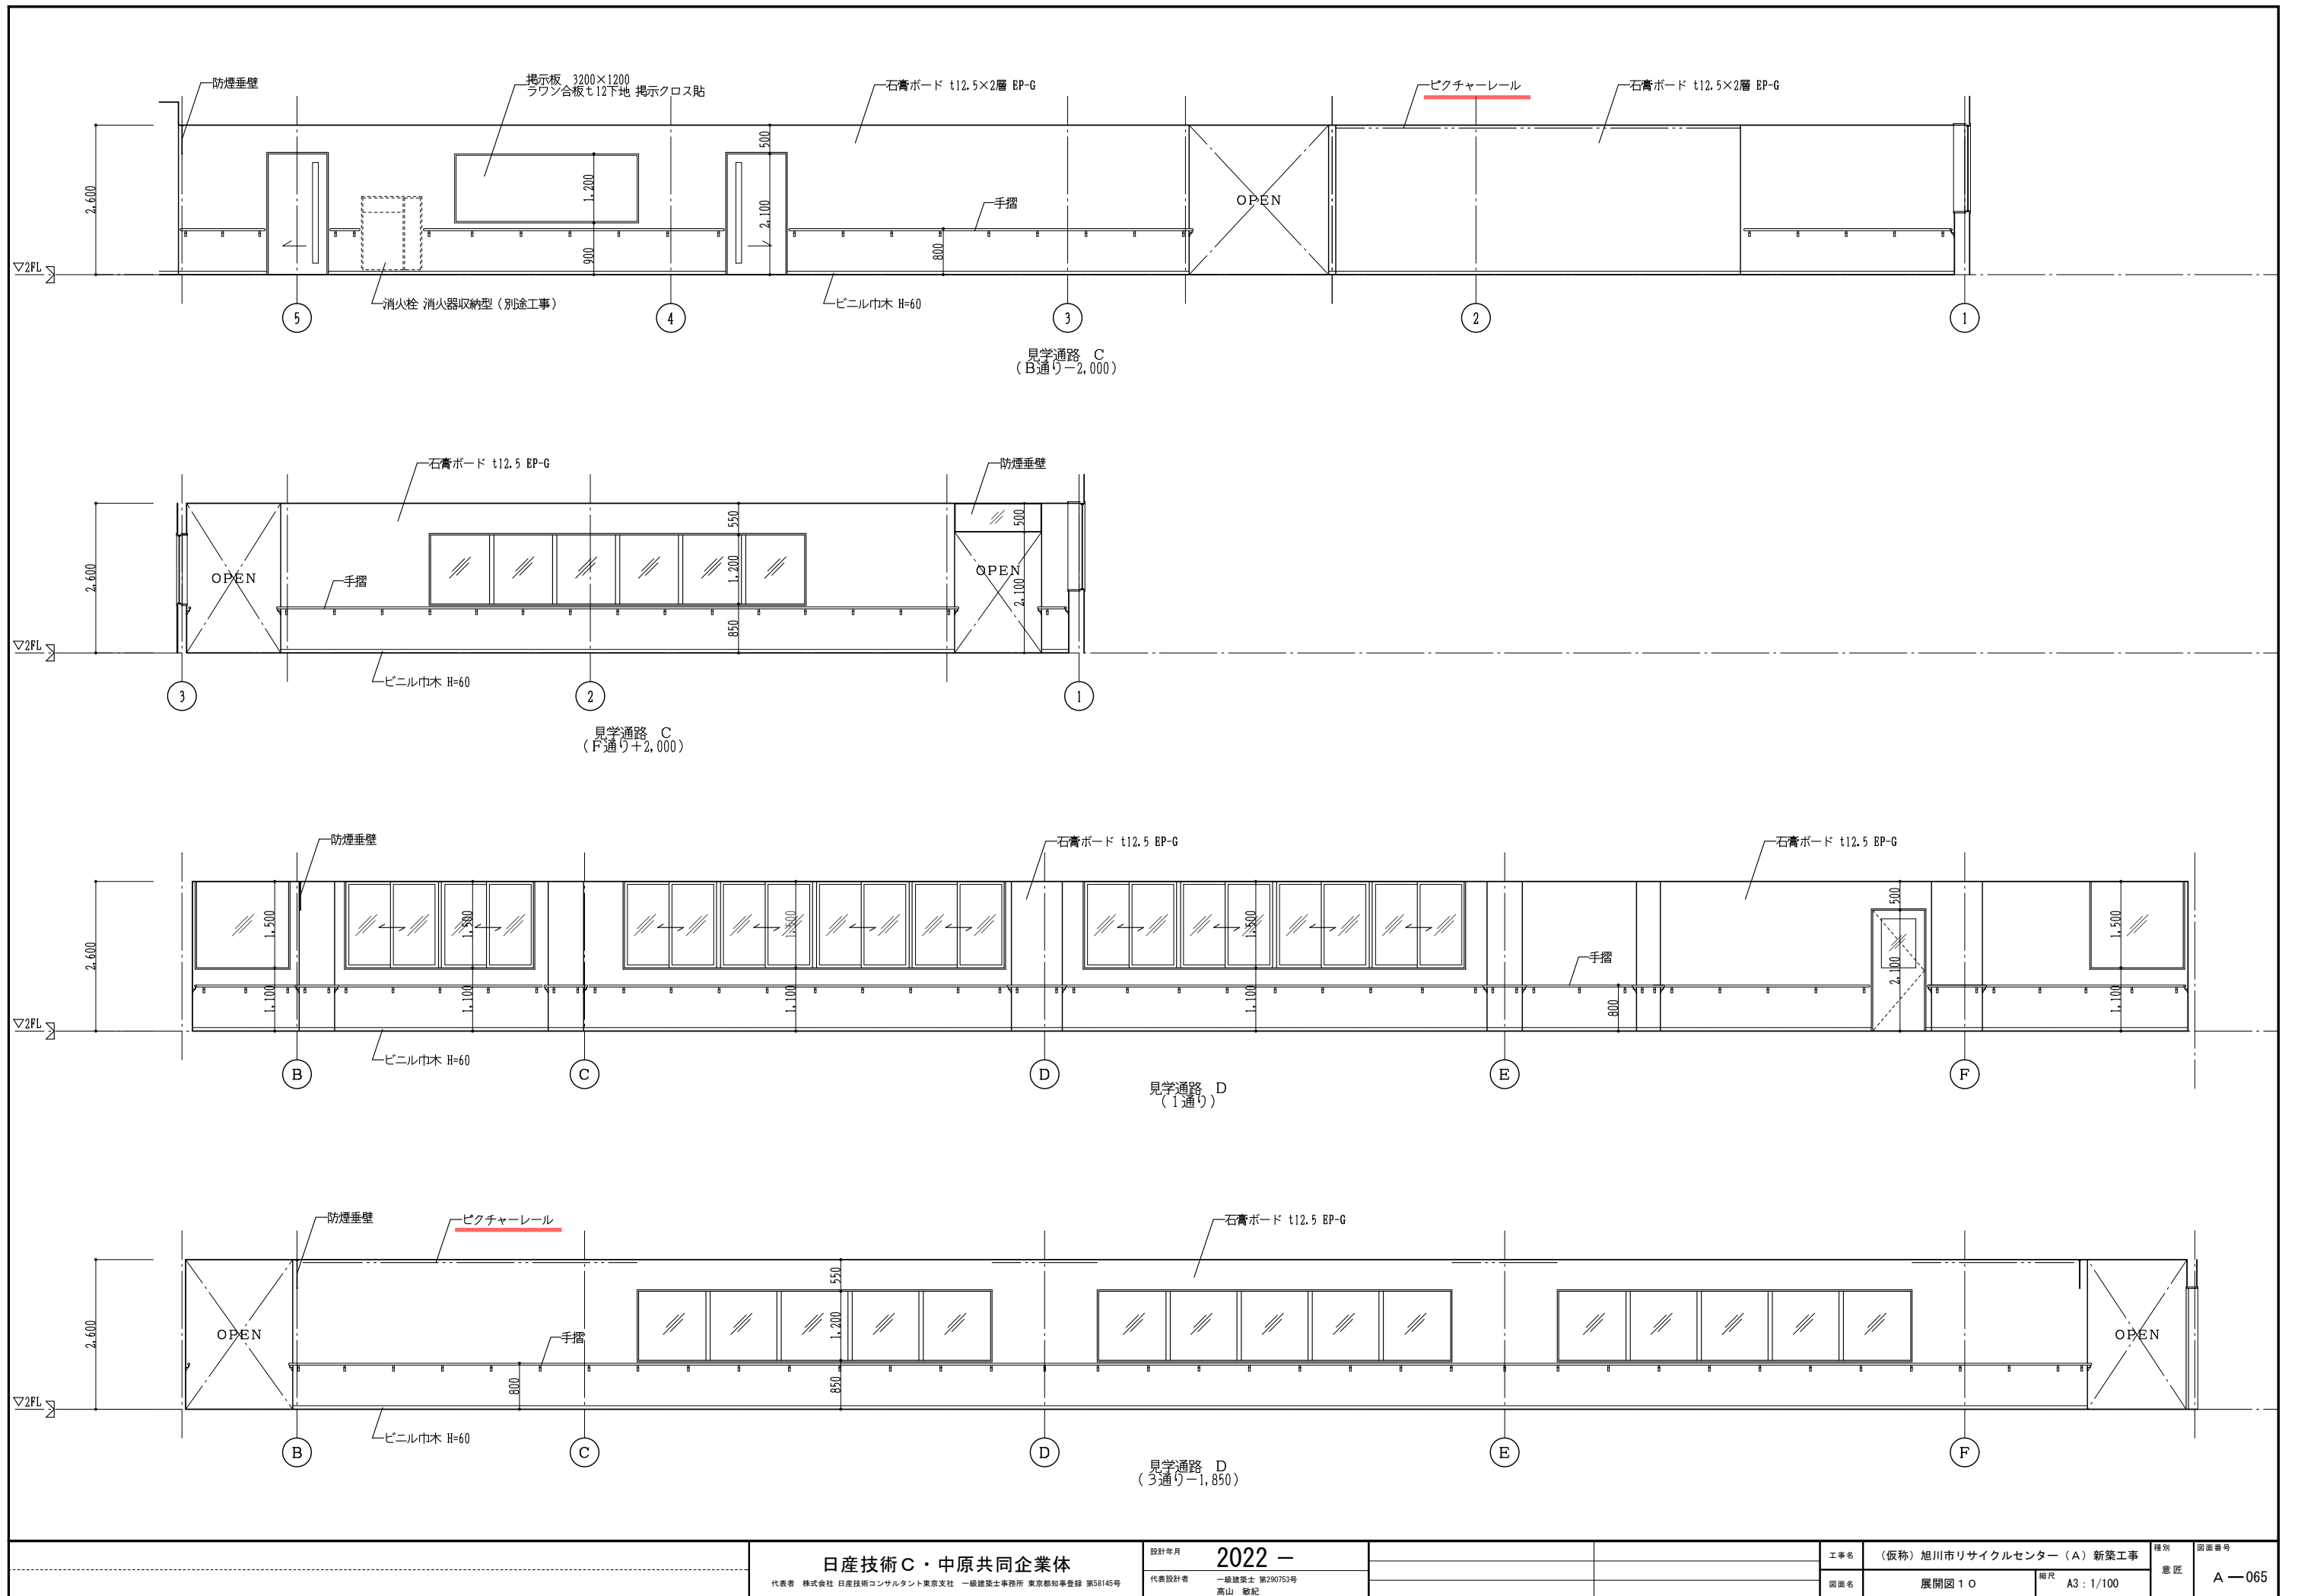 防煙垂壁
掲示板　3200×1200
ラワン合板t12下地 掲示クロス貼
石膏ボード t12.5×2層 EP-G
ピクチャーレール
石膏ボード t12.5×2層 EP-G
2,600
1,200
900
500
2,100
手摺
800
OPEN
▽2FL
消火栓 消火器収納型（別途工事）
ビニル巾木 H=60
5
4
3
2
1
見学通路　C
（B通り－2,000）
石膏ボード t12.5 EP-G
防煙垂壁
2,600
OPEN
手摺
550
1,200
850
500
OPEN
2,100
▽2FL
ビニル巾木 H=60
3
2
1
見学通路　C
（F通り＋2,000）
防煙垂壁
石膏ボード t12.5 EP-G
石膏ボード t12.5 EP-G
2,600
1,500
1,500
1,500
1,500
500
1,500
手摺
2,100
1,100
1,100
1,100
1,100
800
1,100
▽2FL
ビニル巾木 H=60
B
C
D
E
F
見学通路　D
（1通り）
防煙垂壁
ピクチャーレール
石膏ボード t12.5 EP-G
2,600
OPEN
手摺
800
550
1,200
850
OPEN
▽2FL
ビニル巾木 H=60
B
C
D
E
F
見学通路　D
（3通り－1,850）
日産技術C・中原共同企業体
代表者　株式会社 日産技術コンサルタント東京支社　一級建築士事務所 東京都知事登録 第58145号
設計年月
2022 －
代表設計者
一級建築士 第290753号
高山　敏紀
工事名
（仮称）旭川市リサイクルセンター（A）新築工事
図面名
展開図10
縮尺
A3：1/100
種別
意匠
図面番号
A－065